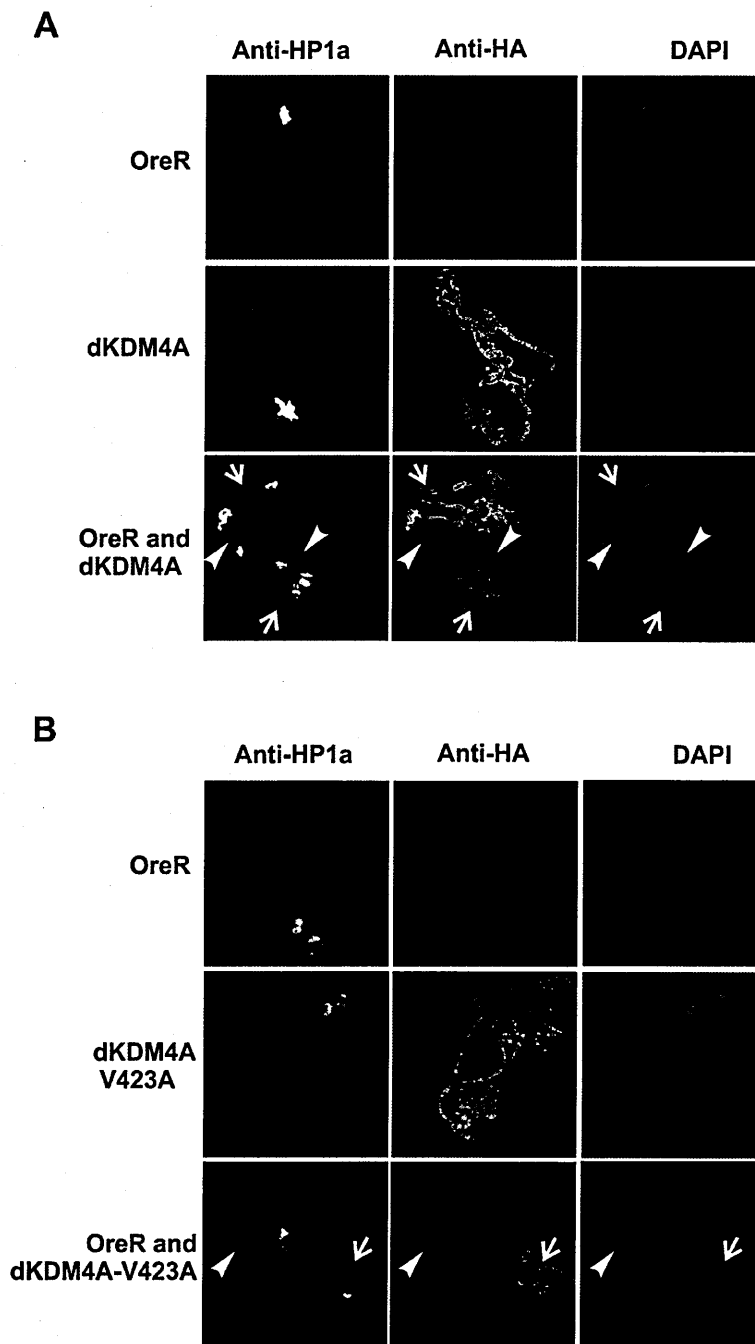 A
Anti-HP1a Anti-HA DAPI
OreR
dKDM4A
OreR and
dKDM4A
B
Anti-HP1a Anti-HA DAPI
OreR
dKDM4A
V423A
OreR and
dKDM4A-V423A